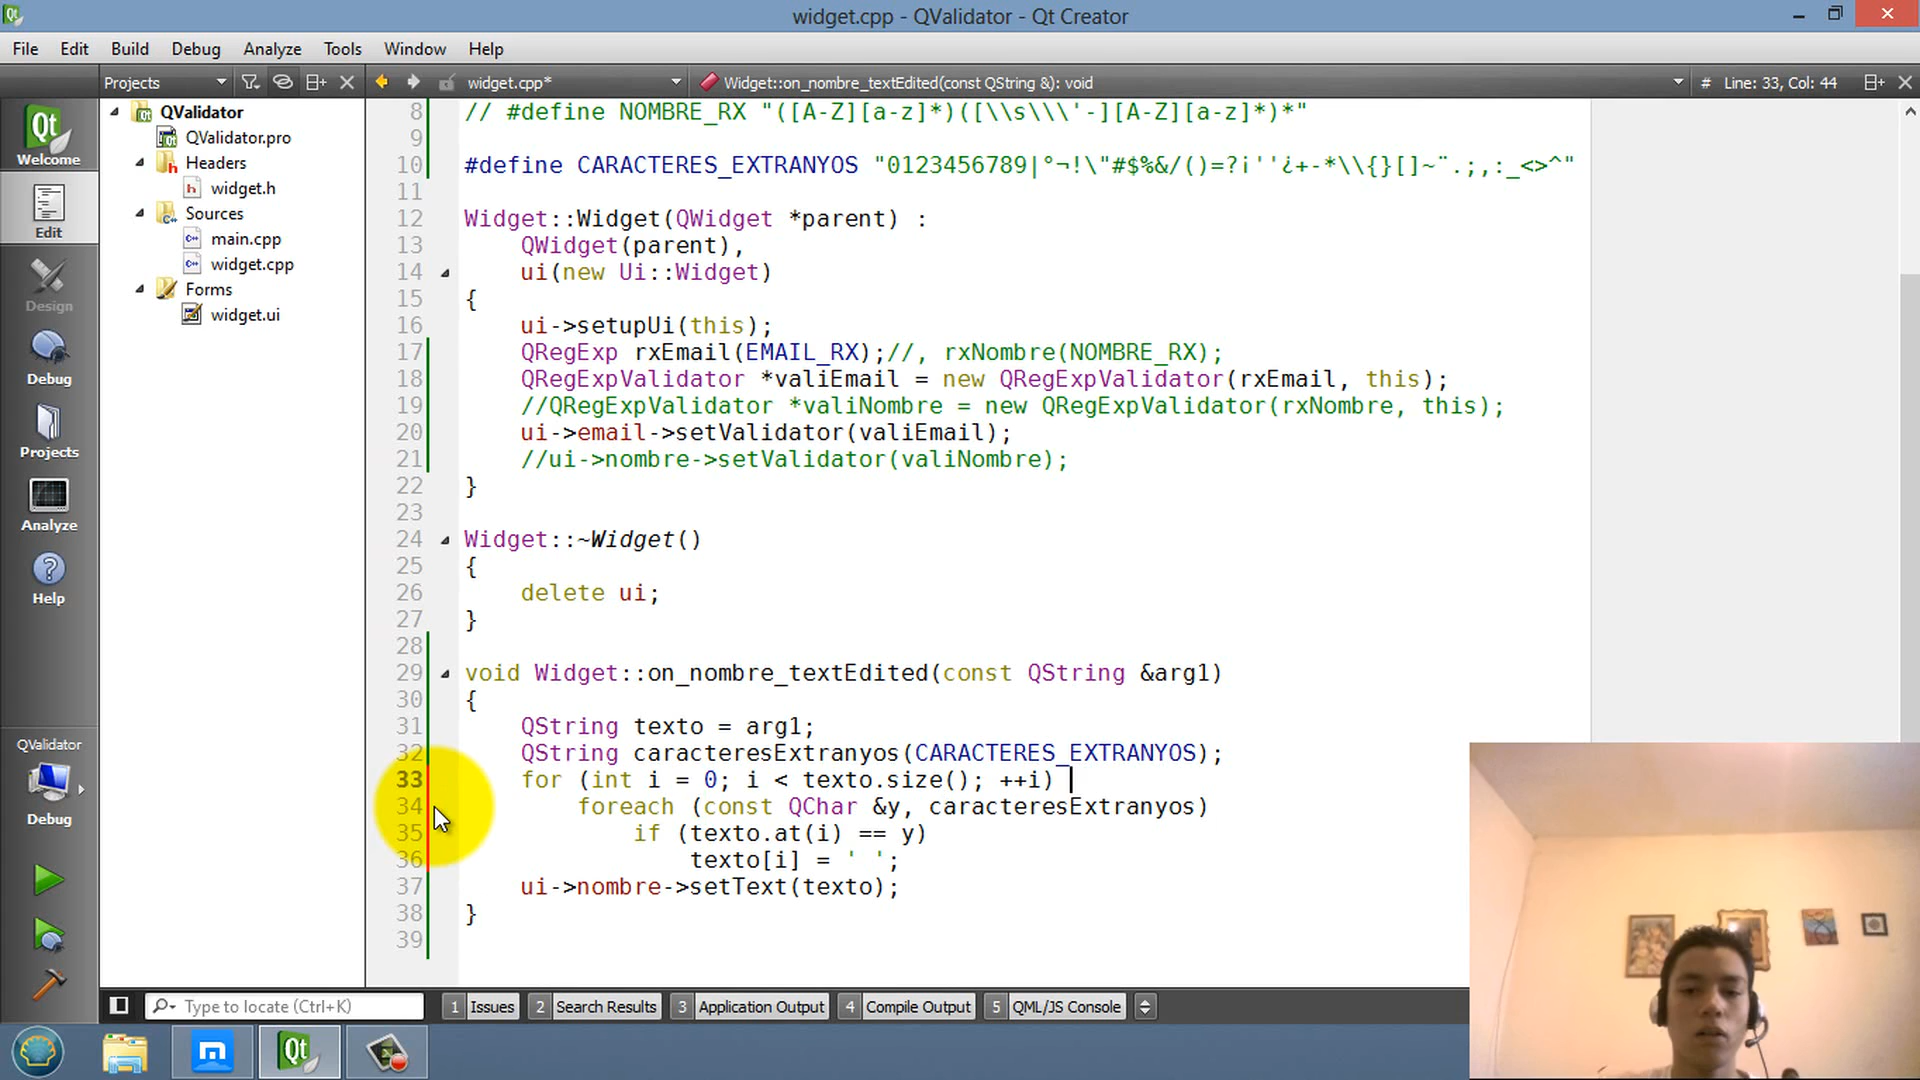 widget.cpp - QValidator - Qt Creator
File Edit Build Debug Analyze Tools Window Help
Projects widget.cpp* Widget::on_nombre_textEdited(const QString &): void # Line: 33, Col: 44
Welcome
Edit
Design
Debug
Projects
Analyze
Help
QValidator
Debug
QValidator
QValidator.pro
Headers
widget.h
Sources
main.cpp
widget.cpp
Forms
widget.ui
8 // #define NOMBRE_RX "([A-Z][a-z]*)([\\s\\\'-][A-Z][a-z]*)*"
9
10 #define CARACTERES_EXTRANYOS "0123456789|°¬!\"#$%&/()=?¡''¿+-*\\{}[]~¨.;,:_<>^"
11
12 Widget::Widget(QWidget *parent) :
13 QWidget(parent),
14 ui(new Ui::Widget)
15 {
16 ui->setupUi(this);
17 QRegExp rxEmail(EMAIL_RX);//, rxNombre(NOMBRE_RX);
18 QRegExpValidator *valiEmail = new QRegExpValidator(rxEmail, this);
19 //QRegExpValidator *valiNombre = new QRegExpValidator(rxNombre, this);
20 ui->email->setValidator(valiEmail);
21 //ui->nombre->setValidator(valiNombre);
22 }
23
24 Widget::~Widget()
25 {
26 delete ui;
27 }
28
29 void Widget::on_nombre_textEdited(const QString &arg1)
30 {
31 QString texto = arg1;
32 QString caracteresExtranyos(CARACTERES_EXTRANYOS);
33 for (int i = 0; i < texto.size(); ++i)
34 foreach (const QChar &y, caracteresExtranyos)
35 if (texto.at(i) == y)
36 texto[i] = ' ';
37 ui->nombre->setText(texto);
38 }
39
Type to locate (Ctrl+K) 1 Issues 2 Search Results 3 Application Output 4 Compile Output 5 QML/JS Console